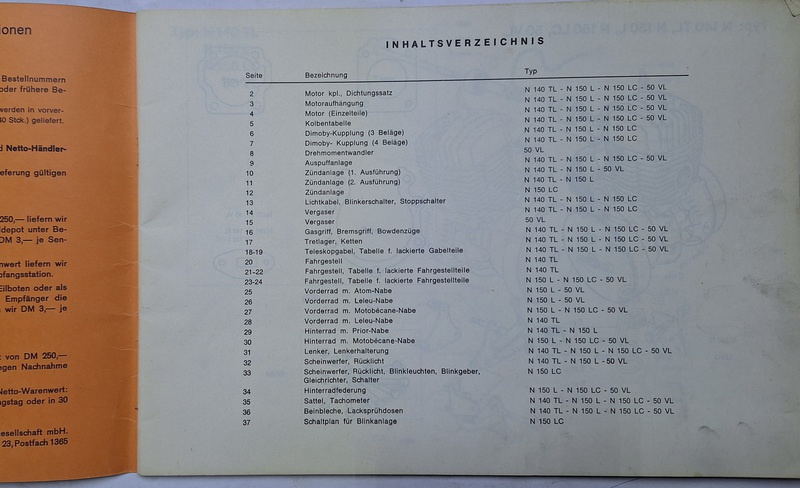 ionen
Bestellnummern
oder frühere Be-
werden in vorver-
40 Stck.) geliefert.
d Netto-Händler-
eferung gültigen
250,— liefern wir
depot unter Be-
DM 3,— je Sen-
nwert liefern wir
pfangsstation.
Eilboten oder als
Empfänger die
wir DM 3,— je
t von DM 250,—
egen Nachnahme
Netto-Warenwert:
ngstag oder in 30
esellschaft mbH.
23, Postfach 1365
INHALTSVERZEICHNIS
Seite Bezeichnung Typ
2 Motor kpl., Dichtungssatz N 140 TL - N 150 L - N 150 LC - 50 VL
3 Motoraufhängung N 140 TL - N 150 L - N 150 LC - 50 VL
4 Motor (Einzelteile) N 140 TL - N 150 L - N 150 LC - 50 VL
5 Kolbentabelle N 140 TL - N 150 L - N 150 LC - 50 VL
6 Dimoby-Kupplung (3 Beläge) N 140 TL - N 150 L - N 150 LC
7 Dimoby- Kupplung (4 Beläge) N 140 TL - N 150 L - N 150 LC
8 Drehmomentwandler 50 VL
9 Auspuffanlage N 140 TL - N 150 L - N 150 LC - 50 VL
10 Zündanlage (1. Ausführung) N 140 TL - N 150 L - 50 VL
11 Zündanlage (2. Ausführung) N 140 TL - N 150 L
12 Zündanlage N 150 LC
13 Lichtkabel, Blinkerschalter, Stoppschalter N 140 TL - N 150 L - N 150 LC
14 Vergaser N 140 TL - N 150 L - N 150 LC
15 Vergaser 50 VL
16 Gasgriff, Bremsgriff, Bowdenzüge N 140 TL - N 150 L - N 150 LC - 50 VL
17 Tretlager, Ketten N 140 TL - N 150 L - N 150 LC - 50 VL
18-19 Teleskopgabel, Tabelle f. lackierte Gabelteile N 140 TL - N 150 L - N 150 LC - 50 VL
20 Fahrgestell N 140 TL
21-22 Fahrgestell, Tabelle f. lackierte Fahrgestellteile N 140 TL
23-24 Fahrgestell, Tabelle f. lackierte Fahrgestellteile N 150 L - N 150 LC - 50 VL
25 Vorderrad m. Atom-Nabe N 150 L - 50 VL
26 Vorderrad m. Leleu-Nabe N 150 L - 50 VL
27 Vorderrad m. Motobécane-Nabe N 150 L - N 150 LC - 50 VL
28 Vorderrad m. Leleu-Nabe N 140 TL
29 Hinterrad m. Prior-Nabe N 140 TL - N 150 L
30 Hinterrad m. Motobécane-Nabe N 150 L - N 150 LC - 50 VL
31 Lenker, Lenkerhalterung N 140 TL - N 150 L - N 150 LC - 50 VL
32 Scheinwerfer, Rücklicht N 140 TL - N 150 L - 50 VL
33 Scheinwerfer, Rücklicht, Blinkleuchten, Blinkgeber, N 150 LC
Gleichrichter, Schalter
34 Hinterradfederung N 150 L - N 150 LC - 50 VL
35 Sattel, Tachometer N 140 TL - N 150 L - N 150 LC - 50 VL
36 Beinbleche, Lacksprühdosen N 140 TL - N 150 L - N 150 LC - 50 VL
37 Schaltplan für Blinkanlage N 150 LC